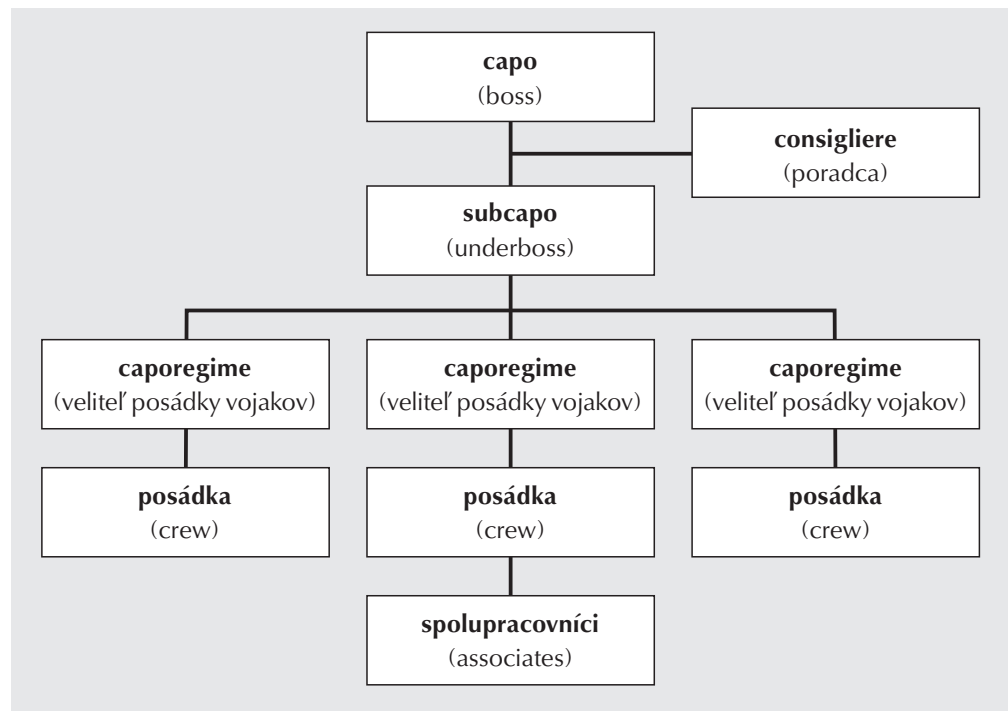 capo
(boss)
consigliere
(poradca)
subcapo
(underboss)
caporegime
(veliteľ posádky vojakov)
caporegime
(veliteľ posádky vojakov)
caporegime
(veliteľ posádky vojakov)
posádka
(crew)
posádka
(crew)
posádka
(crew)
spolupracovníci
(associates)